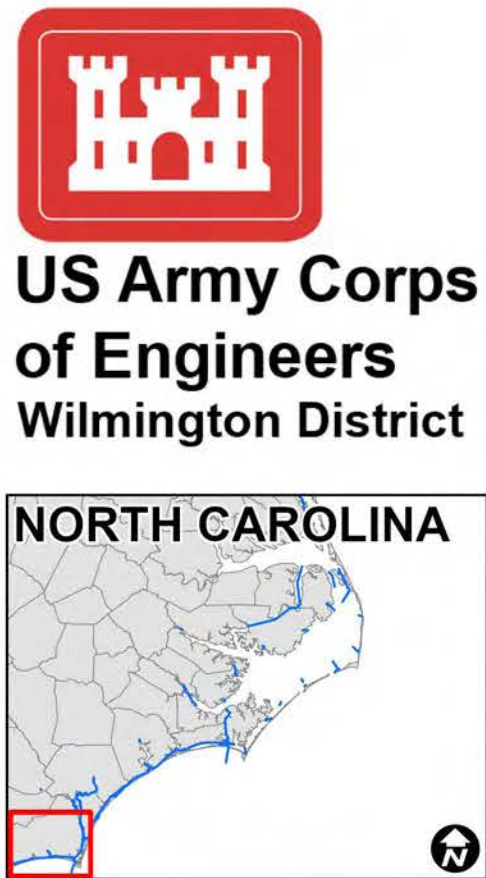 US Army Corps
of Engineers
Wilmington District
NORTH CAROLINA
N